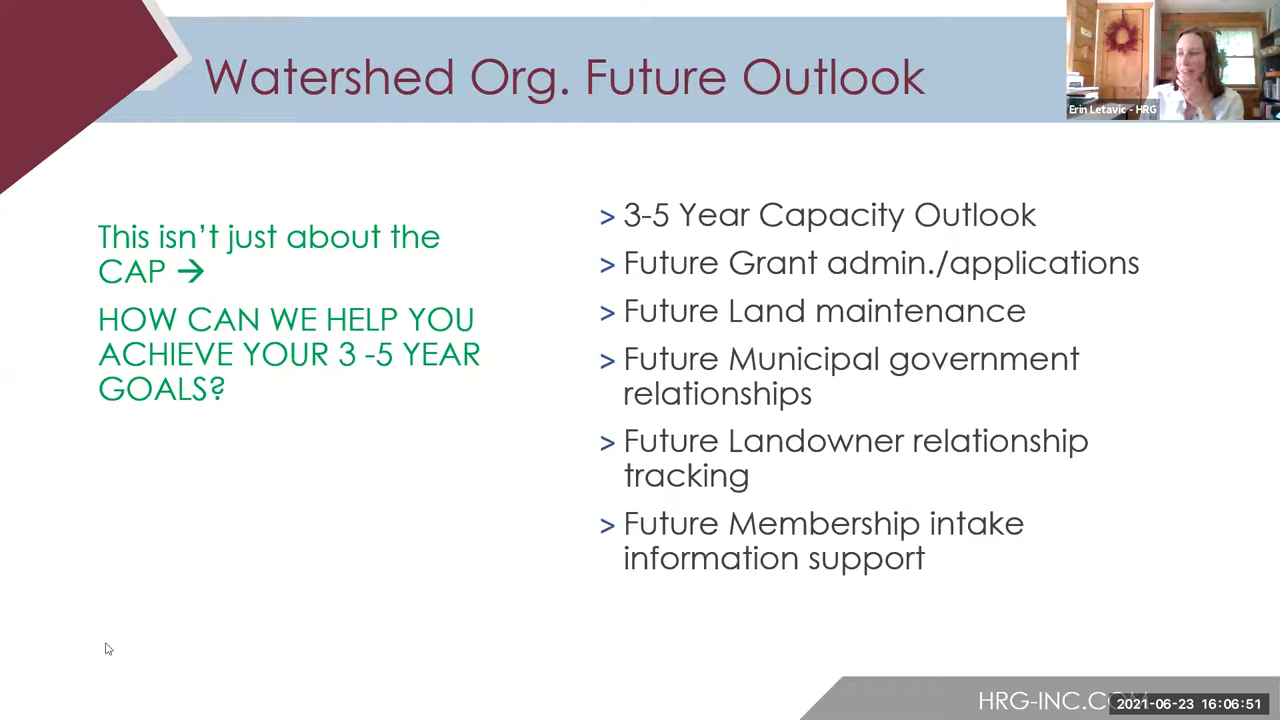 Watershed Org. Future Outlook
Erin Letavic - HRG
This isn't just about the
CAP →
HOW CAN WE HELP YOU
ACHIEVE YOUR 3 -5 YEAR
GOALS?
> 3-5 Year Capacity Outlook
> Future Grant admin./applications
> Future Land maintenance
> Future Municipal government
relationships
> Future Landowner relationship
tracking
> Future Membership intake
information support
HRG-INC.COM
2021-06-23 16:06:51